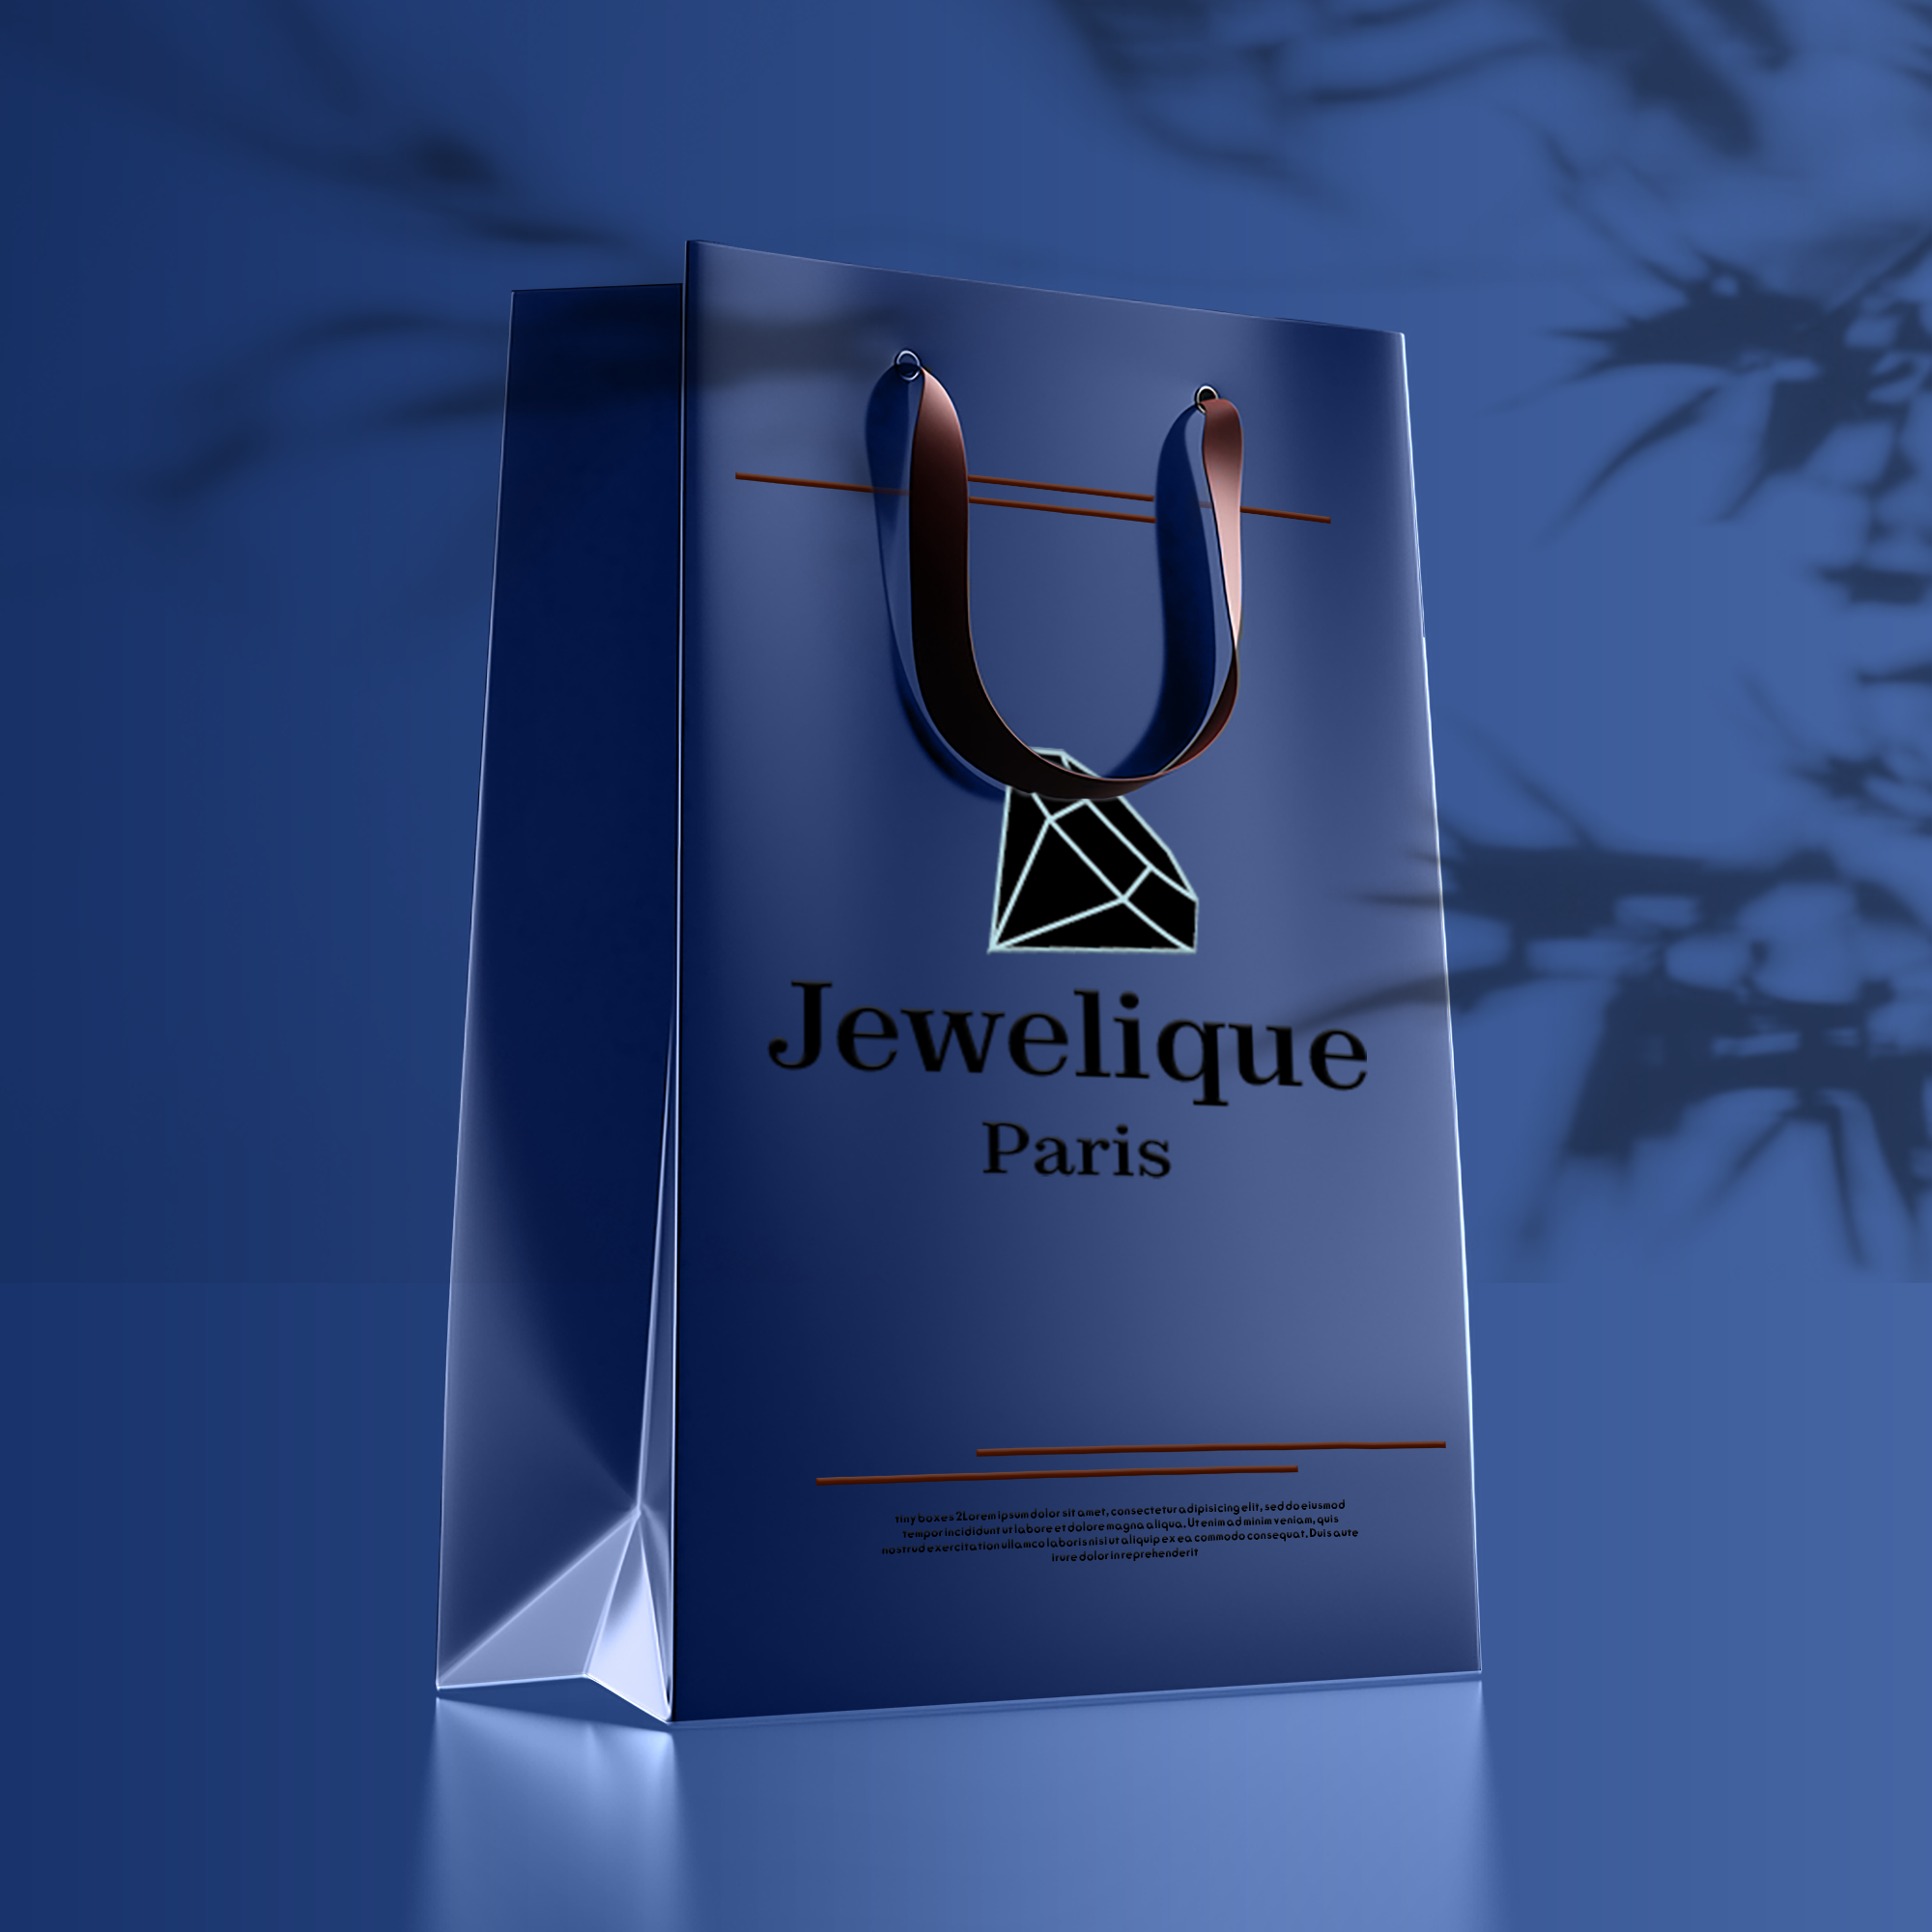 Jewelique
Paris
tiny boxes 2Lorem ipsum dolor sit amet, consectetur adipisicing elit, sed do eiusmod
tempor incididunt ut labore et dolore magna aliqua. Ut enim ad minim veniam, quis
nostrud exercitation ullamco laboris nisi ut aliquip ex ea commodo consequat. Duis aute
irure dolor in reprehenderit